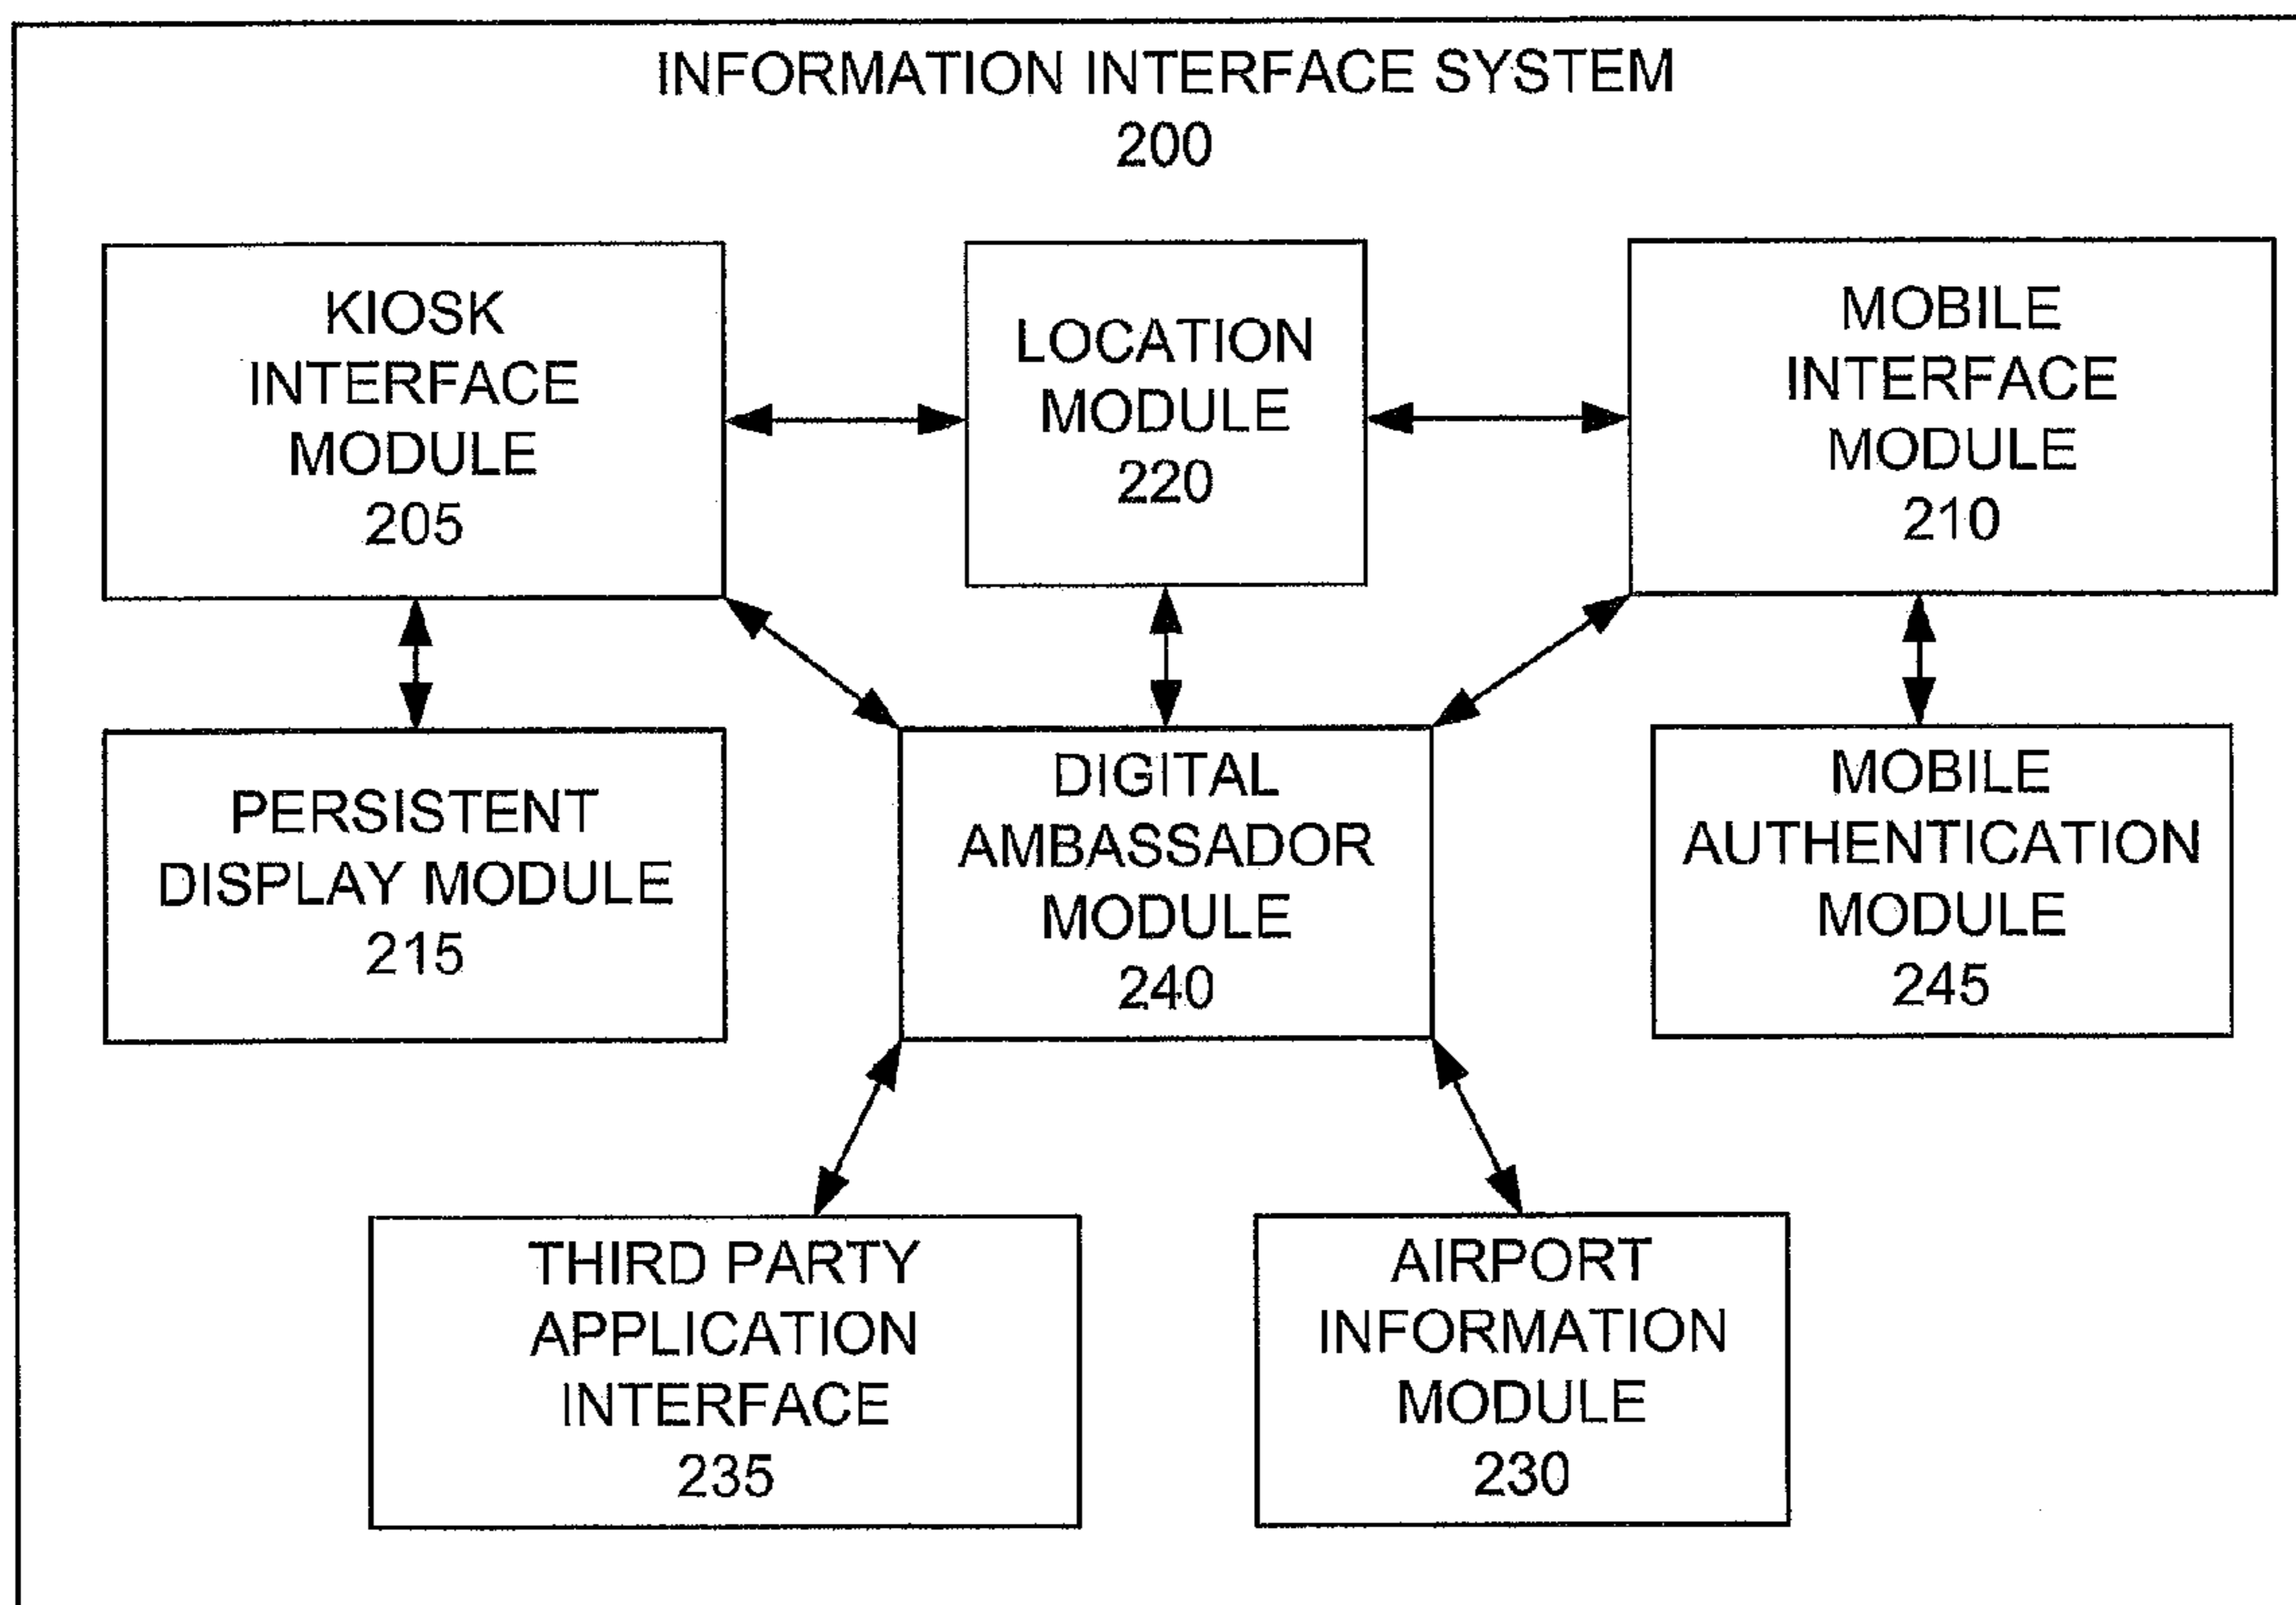 INFORMATION INTERFACE SYSTEM
200
KIOSK
INTERFACE
MODULE
205
LOCATION
MODULE
220
MOBILE
INTERFACE
MODULE
210
PERSISTENT
DISPLAY MODULE
215
DIGITAL
AMBASSADOR
MODULE
240
MOBILE
AUTHENTICATION
MODULE
245
THIRD PARTY
APPLICATION
INTERFACE
235
AIRPORT
INFORMATION
MODULE
230